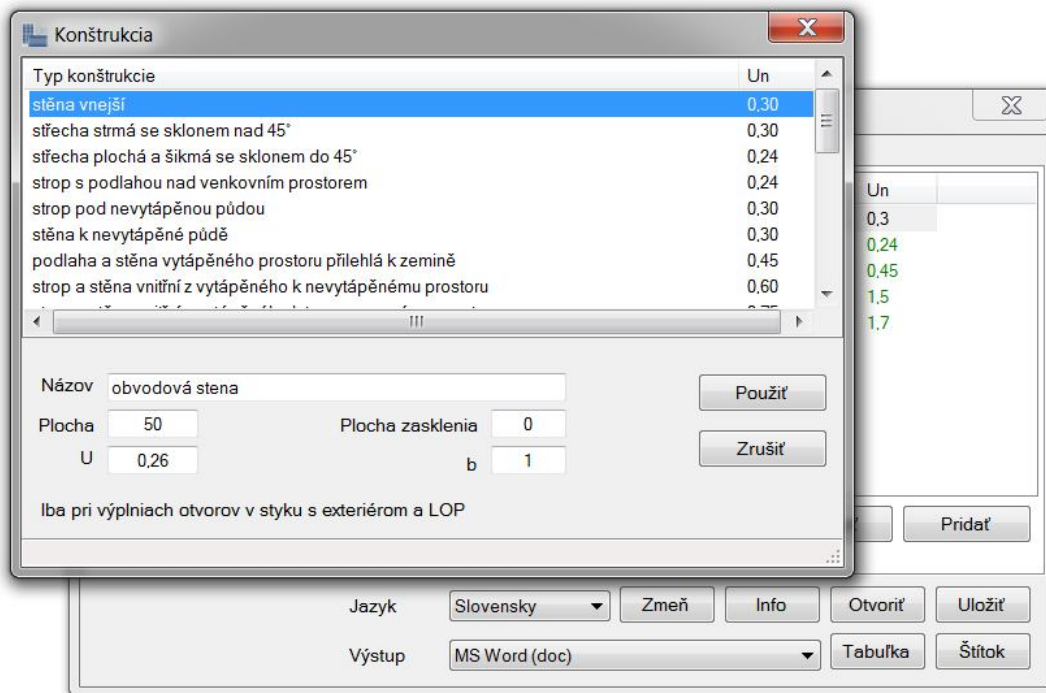 Konštrukcia
Typ konštrukcie Un
stěna vnejší 0,30
střecha strmá se sklonem nad 45° 0,30
střecha plochá a šikmá se sklonem do 45° 0,24
strop s podlahou nad venkovním prostorem 0,24
strop pod nevytápěnou půdou 0,30
stěna k nevytápěné půdě 0,30
podlaha a stěna vytápěného prostoru přilehlá k zemině 0,45
strop a stěna vnitřní z vytápěného k nevytápěnému prostoru 0,60
Názov obvodová stena
Použiť
Plocha 50 Plocha zasklenia 0
Zrušiť
U 0,26 b 1
Iba pri výplniach otvorov v styku s exteriérom a LOP
Un
0,3
0,24
0,45
1,5
1,7
Pridať
Jazyk Slovensky Zmeň Info Otvoriť Uložiť
Výstup MS Word (doc) Tabuľka Štítok